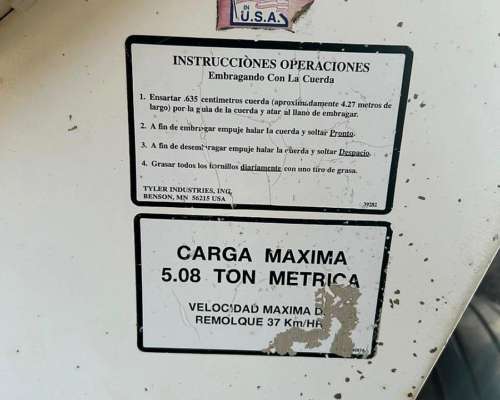 IN
U.S.A.
INSTRUCCIÒNES OPERACIONES
Embragando Con La Cuerda
1. Ensartar .635 centimetros cuerda (aproximadamente 4.27 metros de
largo) por la guia de la cuerda y atar al llano de embragar.
2. A fin de embragar empuje halar la cuerda y soltar Pronto.
3. A fin de desembragar empuje halar la cuerda y soltar Despacio.
4. Grasar todos los tornillos diariamente con uno tiro de grasa.
TYLER INDUSTRIES, INC.
BENSON, MN 56215 USA
39282
CARGA MAXIMA
5.08 TON METRICA
VELOCIDAD MAXIMA D
REMOLQUE 37 Km/HR